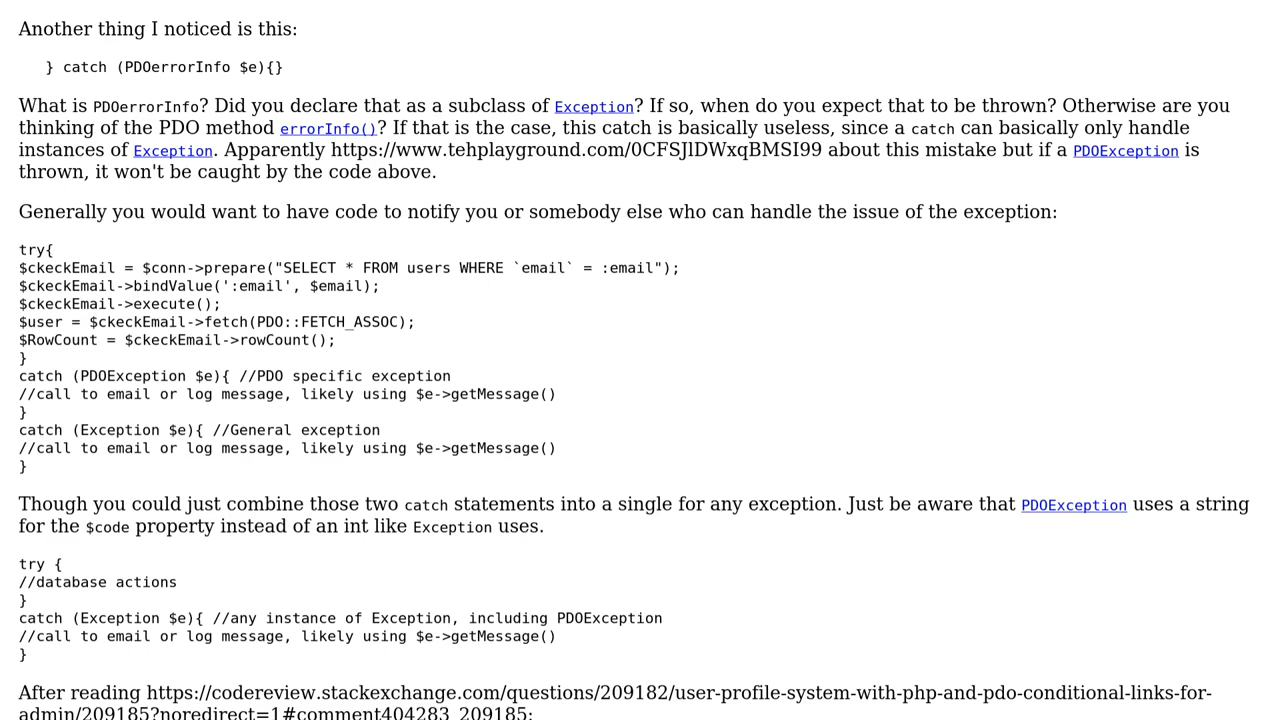 Another thing I noticed is this:
} catch (PDOerrorInfo $e){}
What is PDOerrorInfo? Did you declare that as a subclass of Exception? If so, when do you expect that to be thrown? Otherwise are you
thinking of the PDO method errorInfo()? If that is the case, this catch is basically useless, since a catch can basically only handle
instances of Exception. Apparently https://www.tehplayground.com/0CFSJlDWxqBMSI99 about this mistake but if a PDOException is
thrown, it won't be caught by the code above.
Generally you would want to have code to notify you or somebody else who can handle the issue of the exception:
try{
$ckeckEmail = $conn->prepare("SELECT * FROM users WHERE `email` = :email");
$ckeckEmail->bindValue(':email', $email);
$ckeckEmail->execute();
$user = $ckeckEmail->fetch(PDO::FETCH_ASSOC);
$RowCount = $ckeckEmail->rowCount();
}
catch (PDOException $e){ //PDO specific exception
//call to email or log message, likely using $e->getMessage()
}
catch (Exception $e){ //General exception
//call to email or log message, likely using $e->getMessage()
}
Though you could just combine those two catch statements into a single for any exception. Just be aware that PDOException uses a string
for the $code property instead of an int like Exception uses.
try {
//database actions
}
catch (Exception $e){ //any instance of Exception, including PDOException
//call to email or log message, likely using $e->getMessage()
}
After reading https://codereview.stackexchange.com/questions/209182/user-profile-system-with-php-and-pdo-conditional-links-for-
admin/209185?noredirect=1#comment404283_209185: